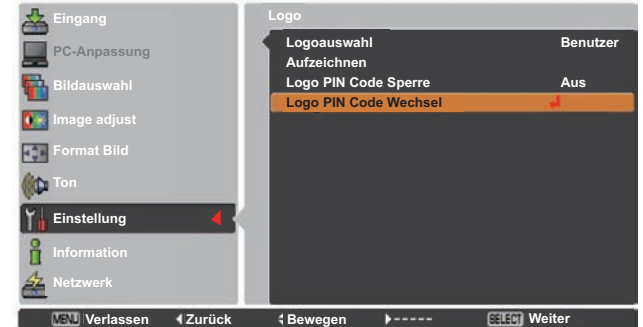 Eingang
PC-Anpassung
Bildauswahl
Image adjust
Format Bild
Ton
Einstellung
Information
Netzwerk
Logo
Logoauswahl Benutzer
Aufzeichnen
Logo PIN Code Sperre Aus
Logo PIN Code Wechsel
MENU Verlassen Zurück Bewegen ----- SELECT Weiter